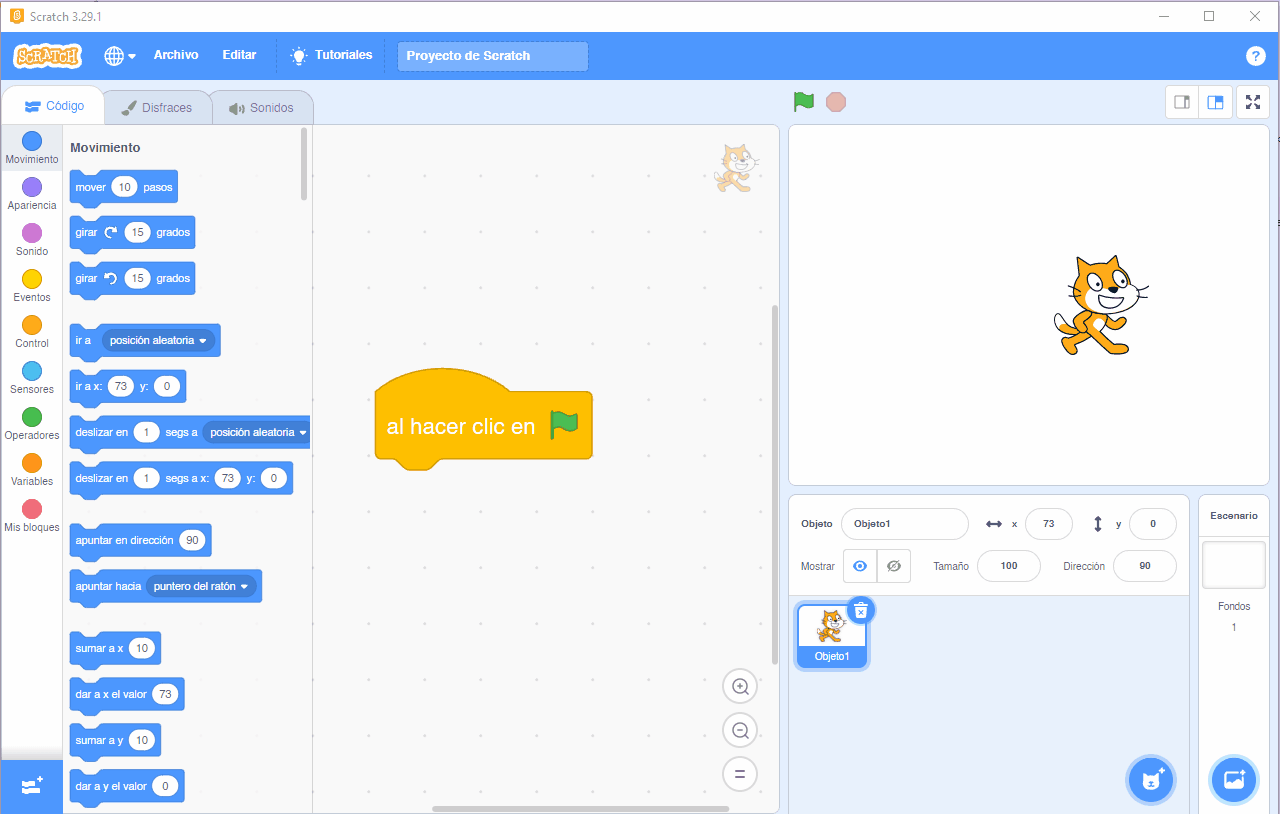 Scratch 3.29.1
SCRATCH
Archivo
Editar
Tutoriales
Proyecto de Scratch
?
Código
Disfraces
Sonidos
Movimiento
Apariencia
Sonido
Eventos
Control
Sensores
Operadores
Variables
Mis bloques
Movimiento
mover 10 pasos
girar 15 grados
girar 15 grados
ir a posición aleatoria
ir a x: 73 y: 0
deslizar en 1 segs a posición aleatoria
deslizar en 1 segs a x: 73 y: 0
apuntar en dirección 90
apuntar hacia puntero del ratón
sumar a x 10
dar a x el valor 73
sumar a y 10
dar a y el valor 0
al hacer clic en
Objeto Objeto1 x 73 y 0
Mostrar Tamaño 100 Dirección 90
Objeto1
Escenario
Fondos
1